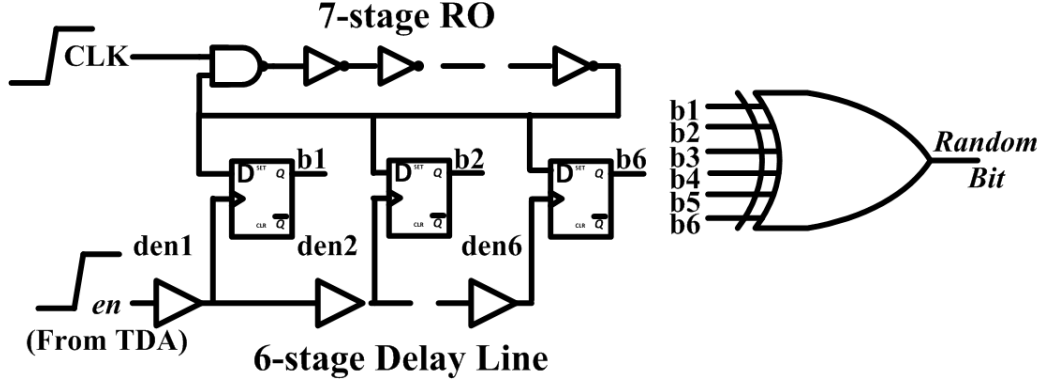 7-stage RO
CLK
b1
b2
b3
b4
b5
b6
Random
Bit
D SET Q b1
CLR Q
D SET Q b2
CLR Q
D SET Q b6
CLR Q
den1
den2
den6
en
(From TDA)
6-stage Delay Line